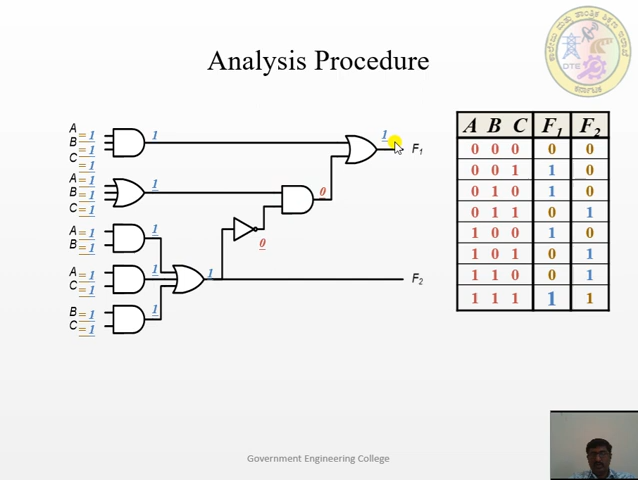 Analysis Procedure
DTE
A = 1
B = 1
C = 1
= 1
1
1
F1
A = 1
B = 1
C = 1
1
0
A = 1
B = 1
1
0
A = 1
C = 1
1
1
F2
B = 1
C = 1
1
A B C F1 F2
0 0 0 0 0
0 0 1 1 0
0 1 0 1 0
0 1 1 0 1
1 0 0 1 0
1 0 1 0 1
1 1 0 0 1
1 1 1 1 1
Government Engineering College